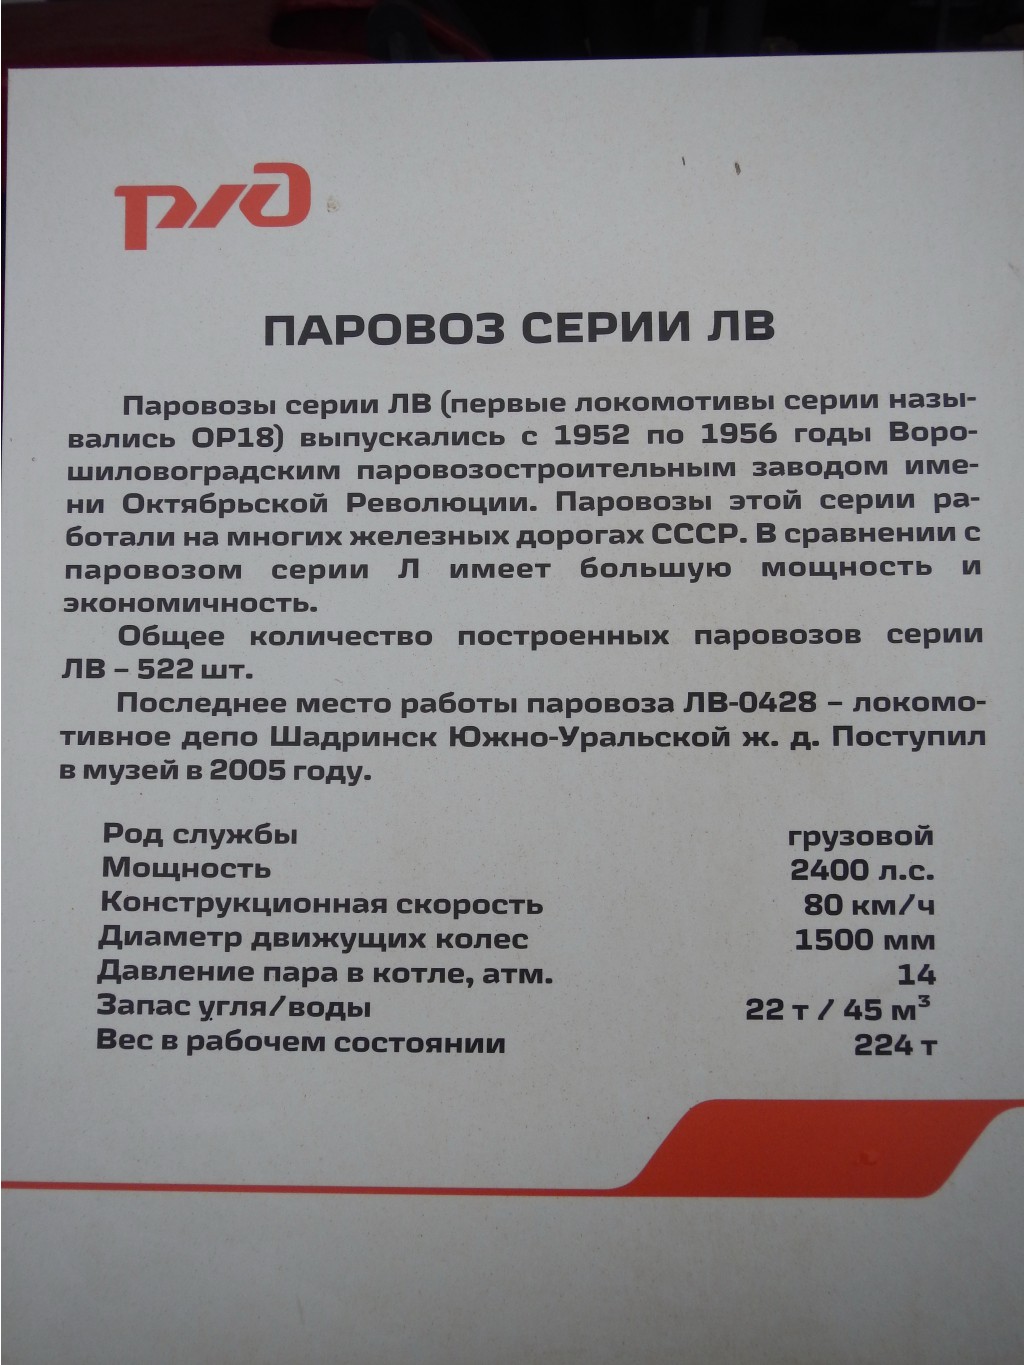 ржд
ПАРОВОЗ СЕРИИ ЛВ
Паровозы серии ЛВ (первые локомотивы серии назы-
вались ОР18) выпускались с 1952 по 1956 годы Воро-
шиловоградским паровозостроительным заводом име-
ни Октябрьской Революции. Паровозы этой серии ра-
ботали на многих железных дорогах СССР. В сравнении с
паровозом серии Л имеет большую мощность и
экономичность.
Общее количество построенных паровозов серии
ЛВ – 522 шт.
Последнее место работы паровоза ЛВ-0428 – локомо-
тивное депо Шадринск Южно-Уральской ж. д. Поступил
в музей в 2005 году.
Род службы грузовой
Мощность 2400 л.с.
Конструкционная скорость 80 км/ч
Диаметр движущих колес 1500 мм
Давление пара в котле, атм. 14
Запас угля/воды 22 т / 45 м³
Вес в рабочем состоянии 224 т